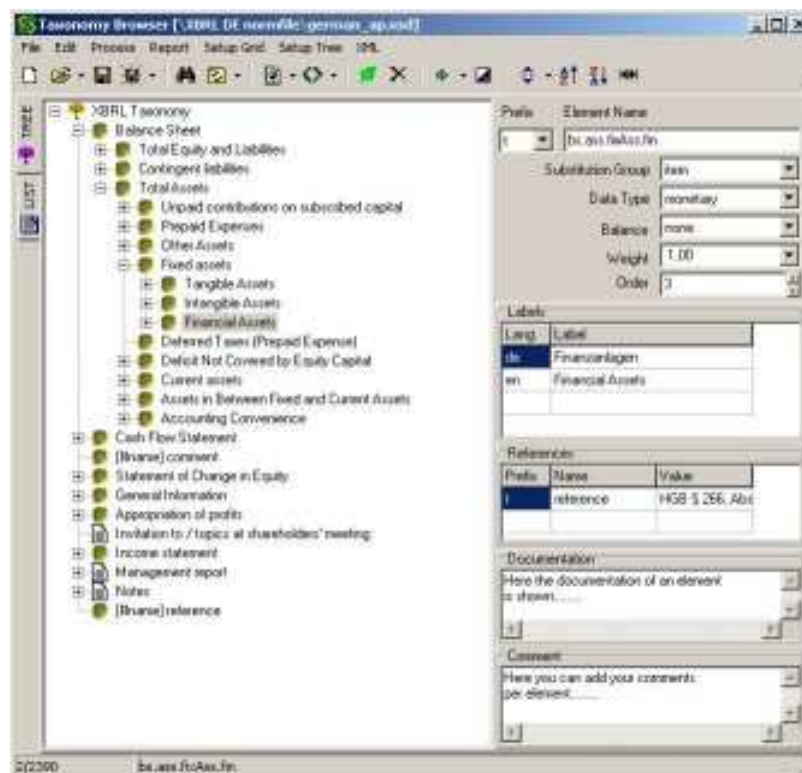 Taxonomy Browser [\XBRL DE normfile\german_ap.xsd]
File Edit Process Report Setup Grid Setup Tree XML
TREE
LIST
XBRL Taxonomy
Balance Sheet
Total Equity and Liabilities
Contingent liabilities
Total Assets
Unpaid contributions on subscribed capital
Prepaid Expenses
Other Assets
Fixed assets
Tangible Assets
Intangible Assets
Financial Assets
Deferred Taxes (Prepaid Expense)
Deficit Not Covered by Equity Capital
Current assets
Assets in Between Fixed and Current Assets
Accounting Convenience
Cash Flow Statement
comment
Statement of Change in Equity
General Information
Appropriation of profits
Invitation to / topics at shareholders' meeting
Income statement
Management report
Notes
reference
Prefix Element Name
bs.ass.fixAss.fin
Substitution Group item
Data Type monetary
Balance none
Weight 1.00
Order 3
Labels
Lang. Label
de Finanzanlagen
en Financial Assets
References
Prefix Name Value
reference HGB § 266, Abs
Documentation
Here the documentation of an element
is shown.......
Comment
Here you can add your comments
per element.......
2/2390 bs.ass.fixAss.fin